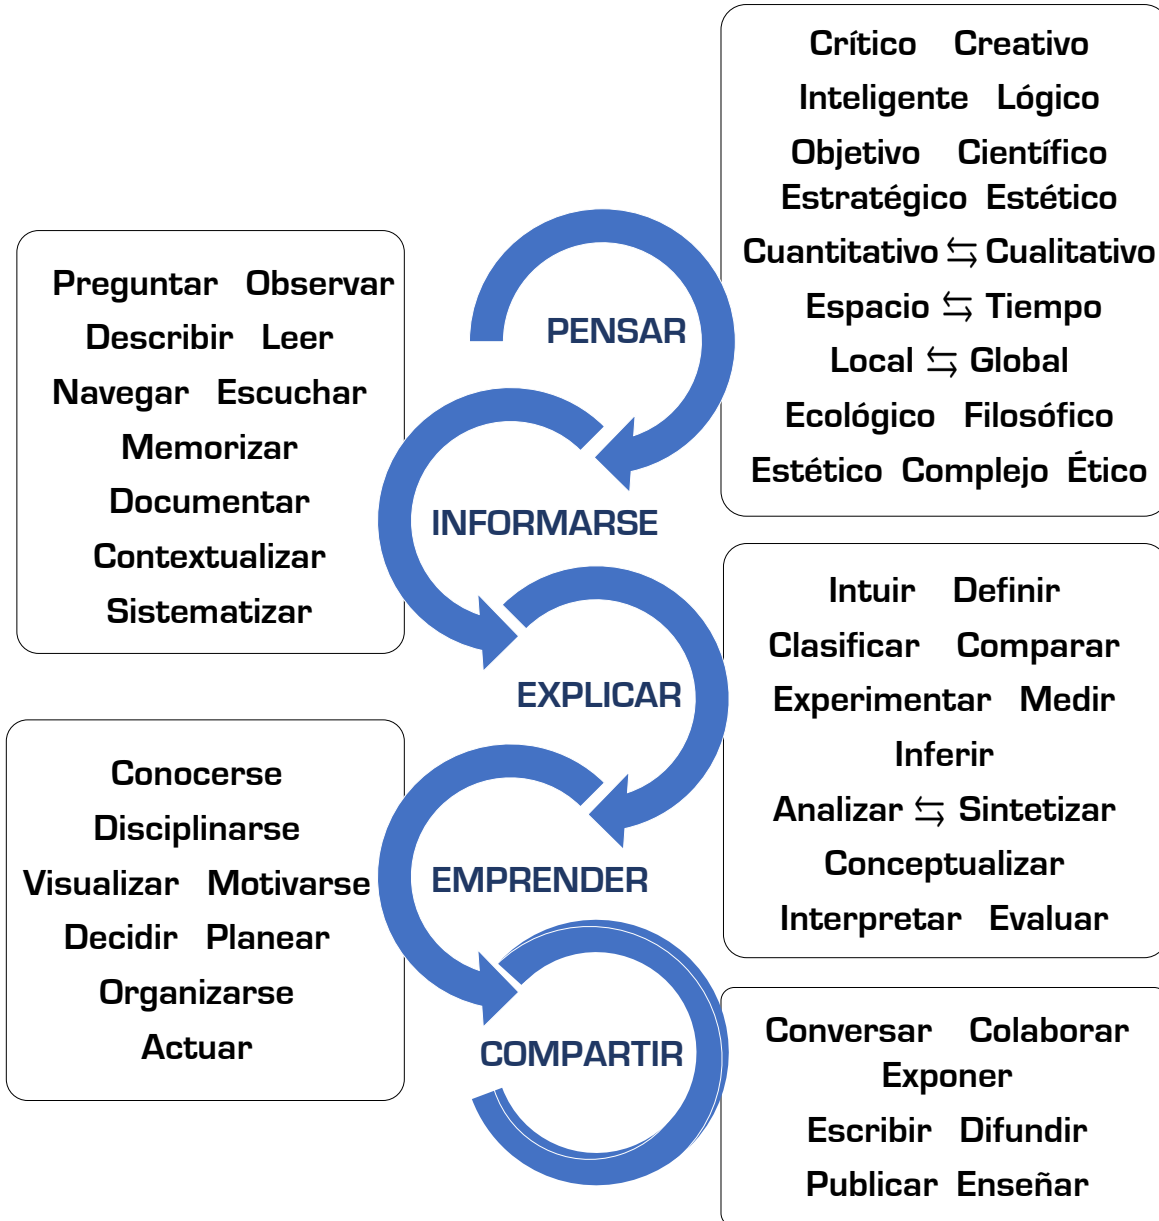 Crítico Creativo
Inteligente Lógico
Objetivo Científico
Estratégico Estético
Cuantitativo ⇆ Cualitativo
Espacio ⇆ Tiempo
Local ⇆ Global
Ecológico Filosófico
Estético Complejo Ético
PENSAR
Preguntar Observar
Describir Leer
Navegar Escuchar
Memorizar
Documentar
Contextualizar
Sistematizar
INFORMARSE
Intuir Definir
Clasificar Comparar
Experimentar Medir
Inferir
Analizar ⇆ Sintetizar
Conceptualizar
Interpretar Evaluar
EXPLICAR
Conocerse
Disciplinarse
Visualizar Motivarse
Decidir Planear
Organizarse
Actuar
EMPRENDER
COMPARTIR
Conversar Colaborar
Exponer
Escribir Difundir
Publicar Enseñar